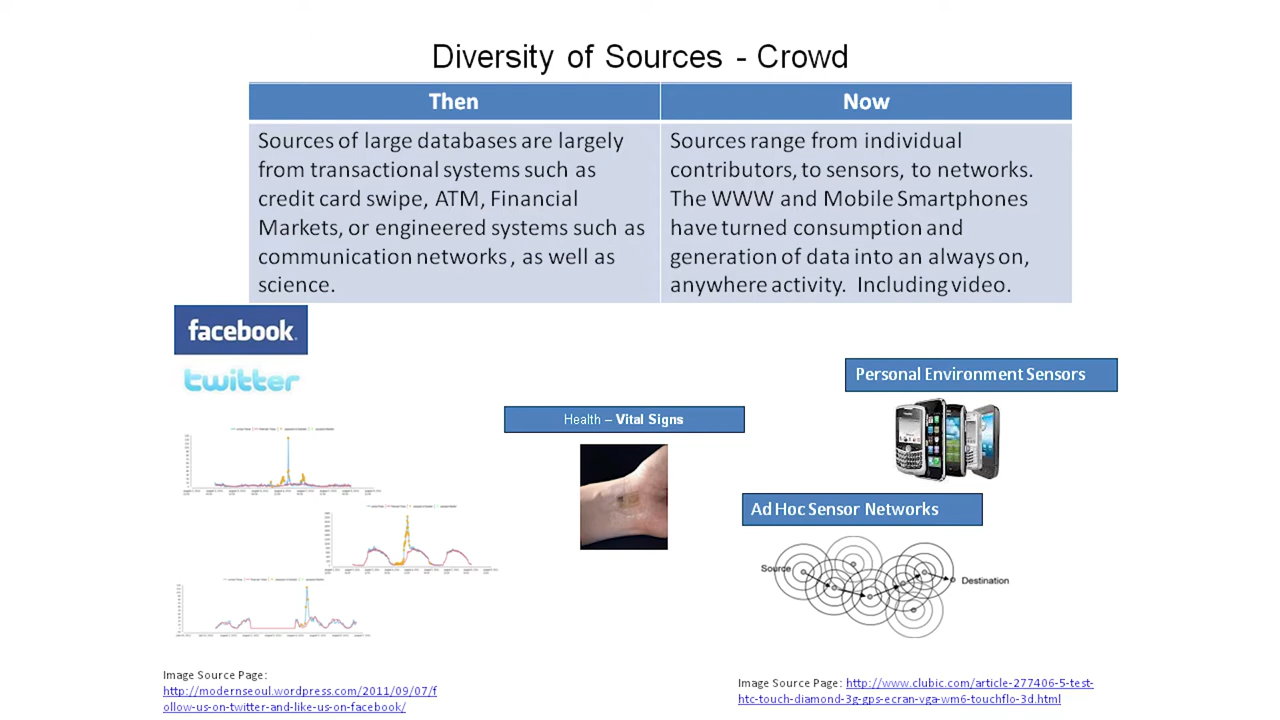 Diversity of Sources - Crowd
Then
Now
Sources of large databases are largely
from transactional systems such as
credit card swipe, ATM, Financial
Markets, or engineered systems such as
communication networks , as well as
science.
Sources range from individual
contributors, to sensors, to networks.
The WWW and Mobile Smartphones
have turned consumption and
generation of data into an always on,
anywhere activity. Including video.
facebook
twitter
Health – Vital Signs
Personal Environment Sensors
Ad Hoc Sensor Networks
Source
Destination
Image Source Page:
http://modernseoul.wordpress.com/2011/09/07/f
ollow-us-on-twitter-and-like-us-on-facebook/
Image Source Page: http://www.clubic.com/article-277406-5-test-
htc-touch-diamond-3g-gps-ecran-vga-wm6-touchflo-3d.html